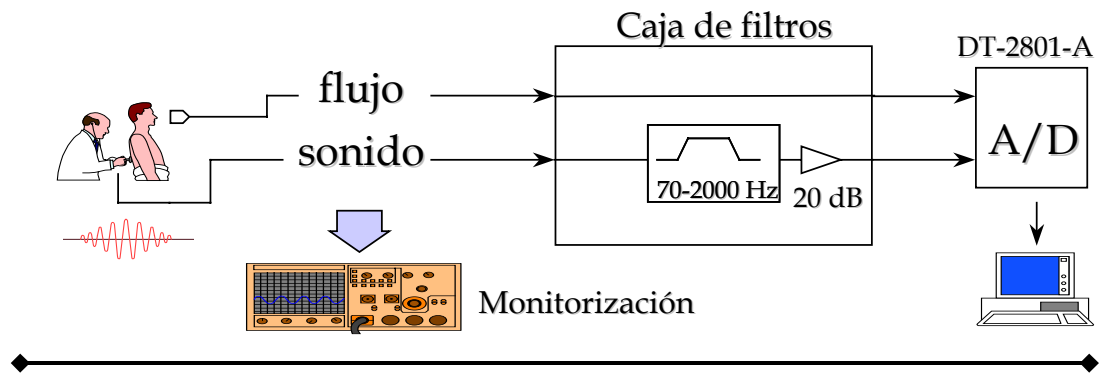 Caja de filtros
DT-2801-A
flujo
sonido
A/D
70-2000 Hz
20 dB
Monitorización